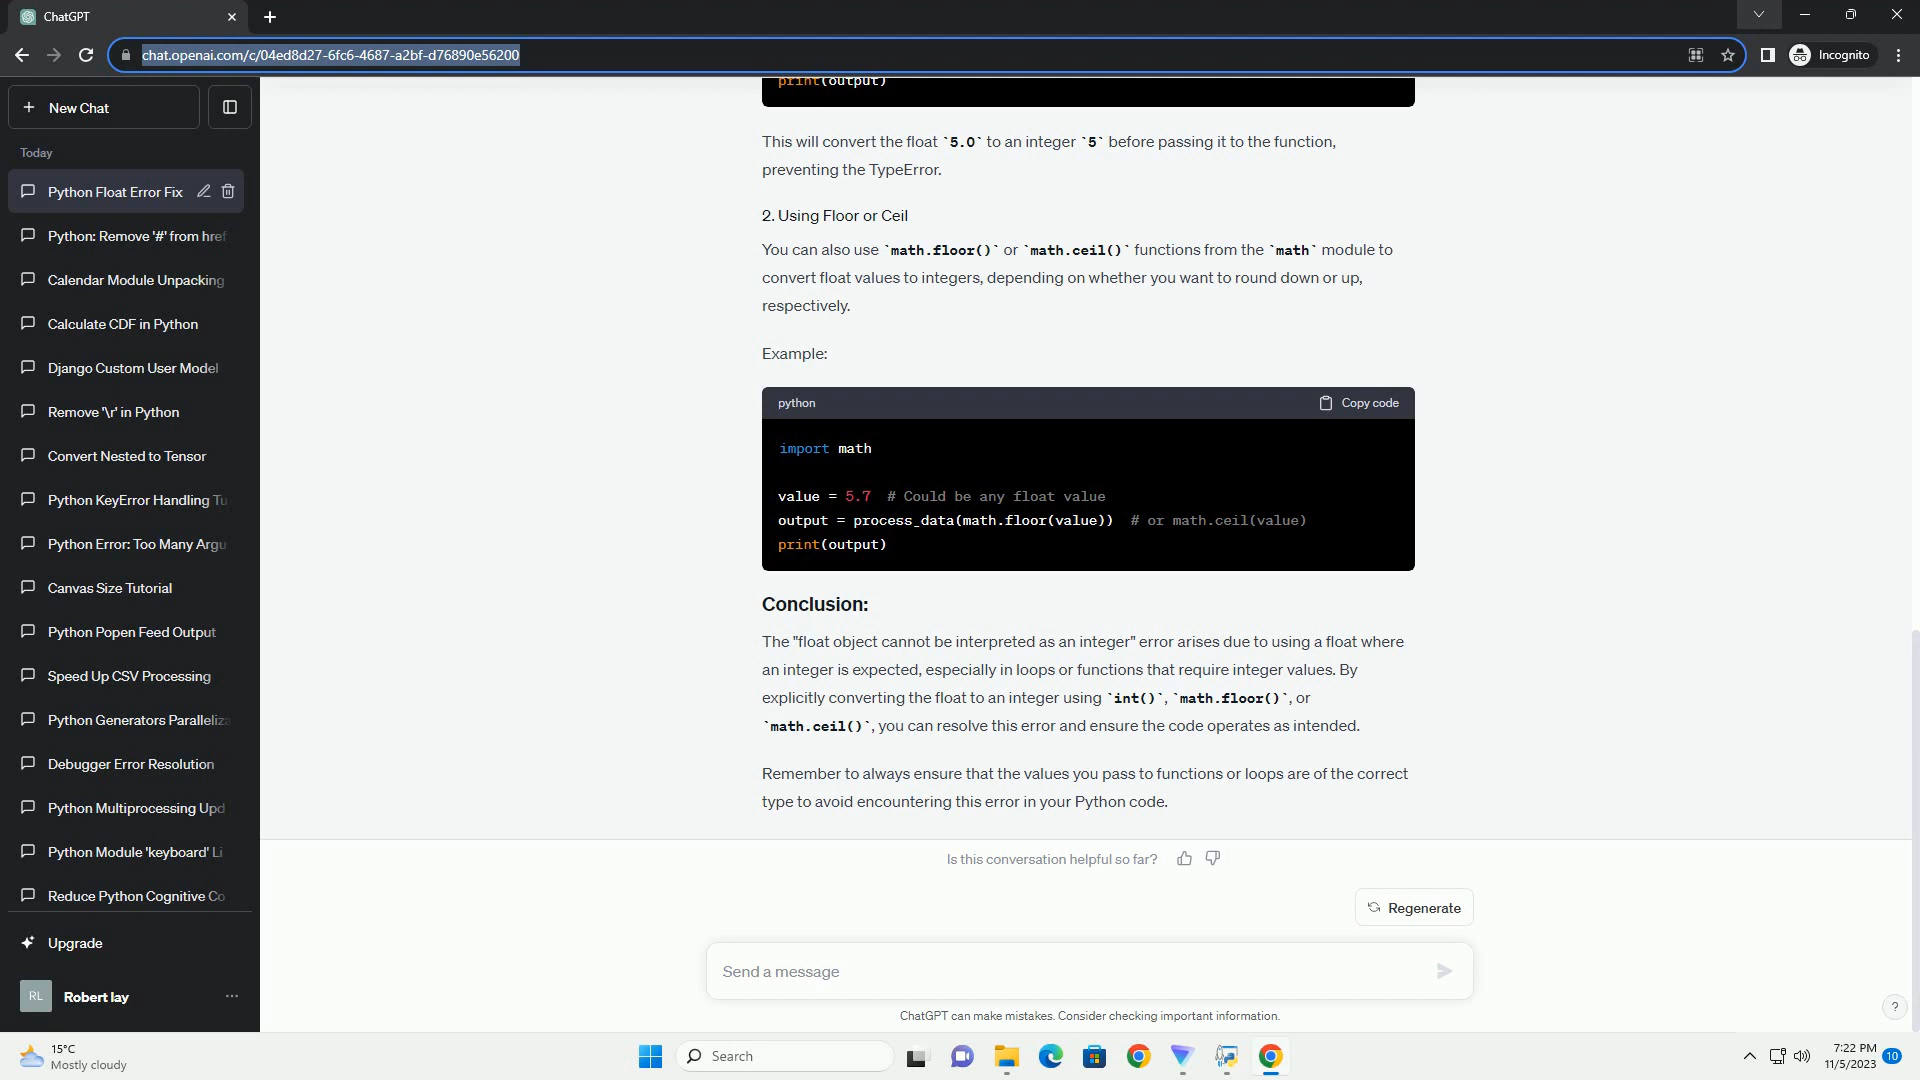 ChatGPT
chat.openai.com/c/04ed8d27-6fc6-4687-a2bf-d76890e56200
Incognito
New Chat
Today
Python Float Error Fix
Python: Remove '#' from href
Calendar Module Unpacking
Calculate CDF in Python
Django Custom User Model
Remove '\r' in Python
Convert Nested to Tensor
Python KeyError Handling Tu
Python Error: Too Many Argu
Canvas Size Tutorial
Python Popen Feed Output
Speed Up CSV Processing
Python Generators Paralleliza
Debugger Error Resolution
Python Multiprocessing Upd
Python Module 'keyboard' Li
Reduce Python Cognitive Co
Upgrade
RL Robert lay
print(output)
This will convert the float `5.0` to an integer `5` before passing it to the function,
preventing the TypeError.
2. Using Floor or Ceil
You can also use `math.floor()` or `math.ceil()` functions from the `math` module to
convert float values to integers, depending on whether you want to round down or up,
respectively.
Example:
python Copy code
import math
value = 5.7  # Could be any float value
output = process_data(math.floor(value))  # or math.ceil(value)
print(output)
Conclusion:
The "float object cannot be interpreted as an integer" error arises due to using a float where
an integer is expected, especially in loops or functions that require integer values. By
explicitly converting the float to an integer using `int()`, `math.floor()`, or
`math.ceil()`, you can resolve this error and ensure the code operates as intended.
Remember to always ensure that the values you pass to functions or loops are of the correct
type to avoid encountering this error in your Python code.
Is this conversation helpful so far?
Regenerate
Send a message
ChatGPT can make mistakes. Consider checking important information.
?
15°C
Mostly cloudy
Search
7:22 PM
11/5/2023
10